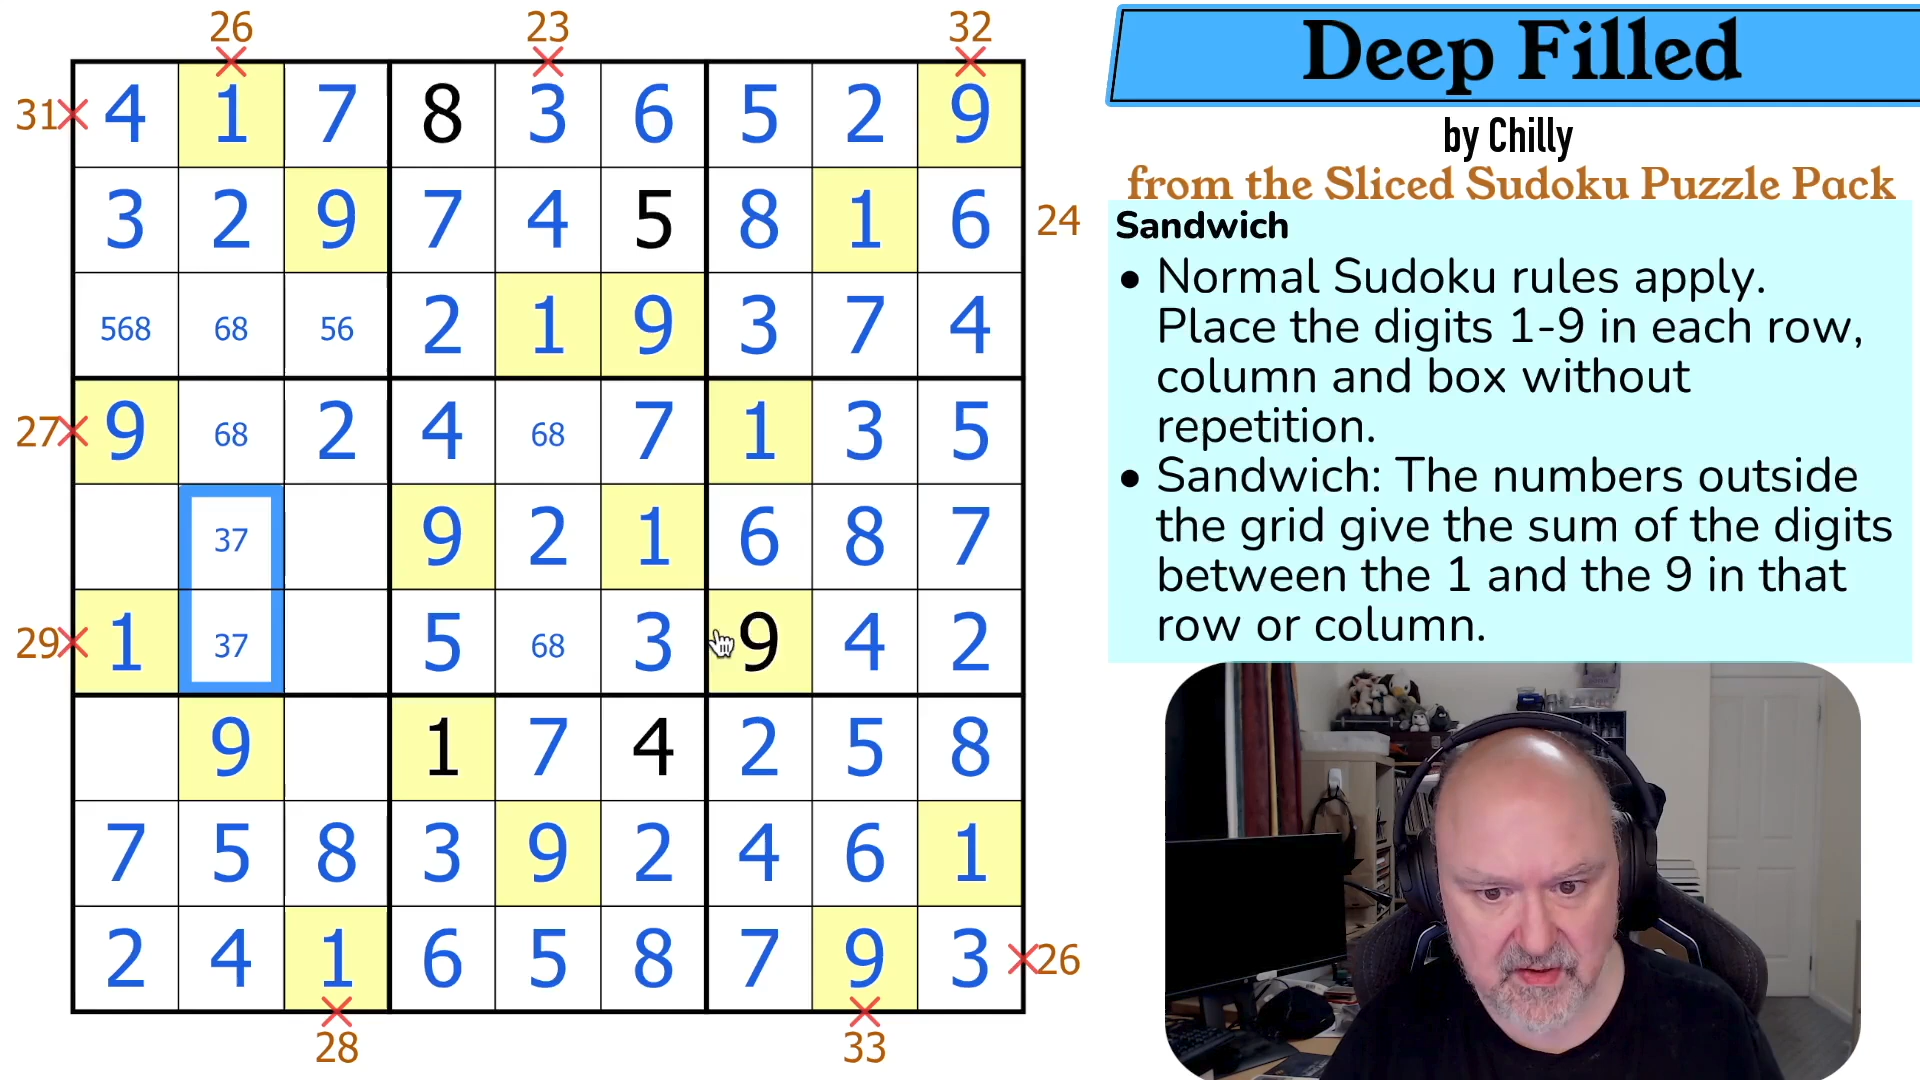 26 23 32
31 4 1 7 8 3 6 5 2 9
3 2 9 7 4 5 8 1 6 24
568 68 56 2 1 9 3 7 4
27 9 68 2 4 68 7 1 3 5
37 9 2 1 6 8 7
29 1 37 5 68 3 9 4 2
9 1 7 4 2 5 8
7 5 8 3 9 2 4 6 1
2 4 1 6 5 8 7 9 3 26
28 33
Deep Filled
by Chilly
from the Sliced Sudoku Puzzle Pack
Sandwich
• Normal Sudoku rules apply.
Place the digits 1-9 in each row,
column and box without
repetition.
• Sandwich: The numbers outside
the grid give the sum of the digits
between the 1 and the 9 in that
row or column.